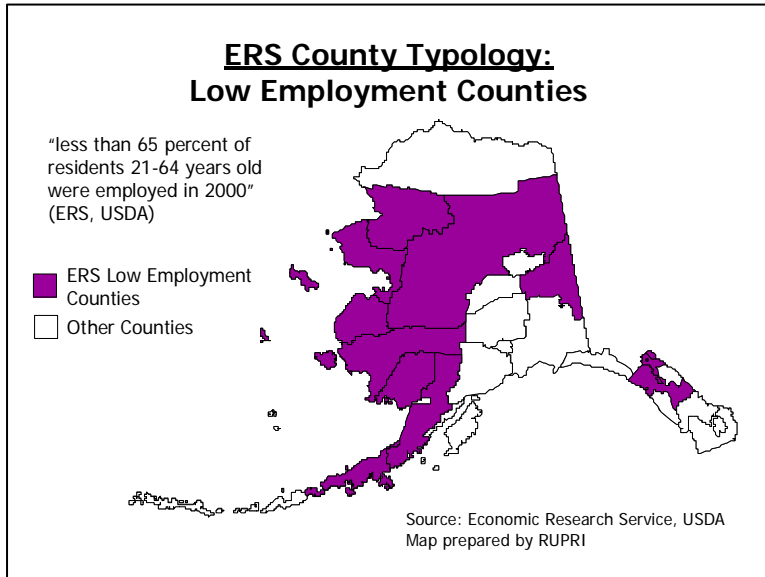 ERS County Typology:
Low Employment Counties
"less than 65 percent of
residents 21-64 years old
were employed in 2000"
(ERS, USDA)
ERS Low Employment
Counties
Other Counties
Source: Economic Research Service, USDA
Map prepared by RUPRI